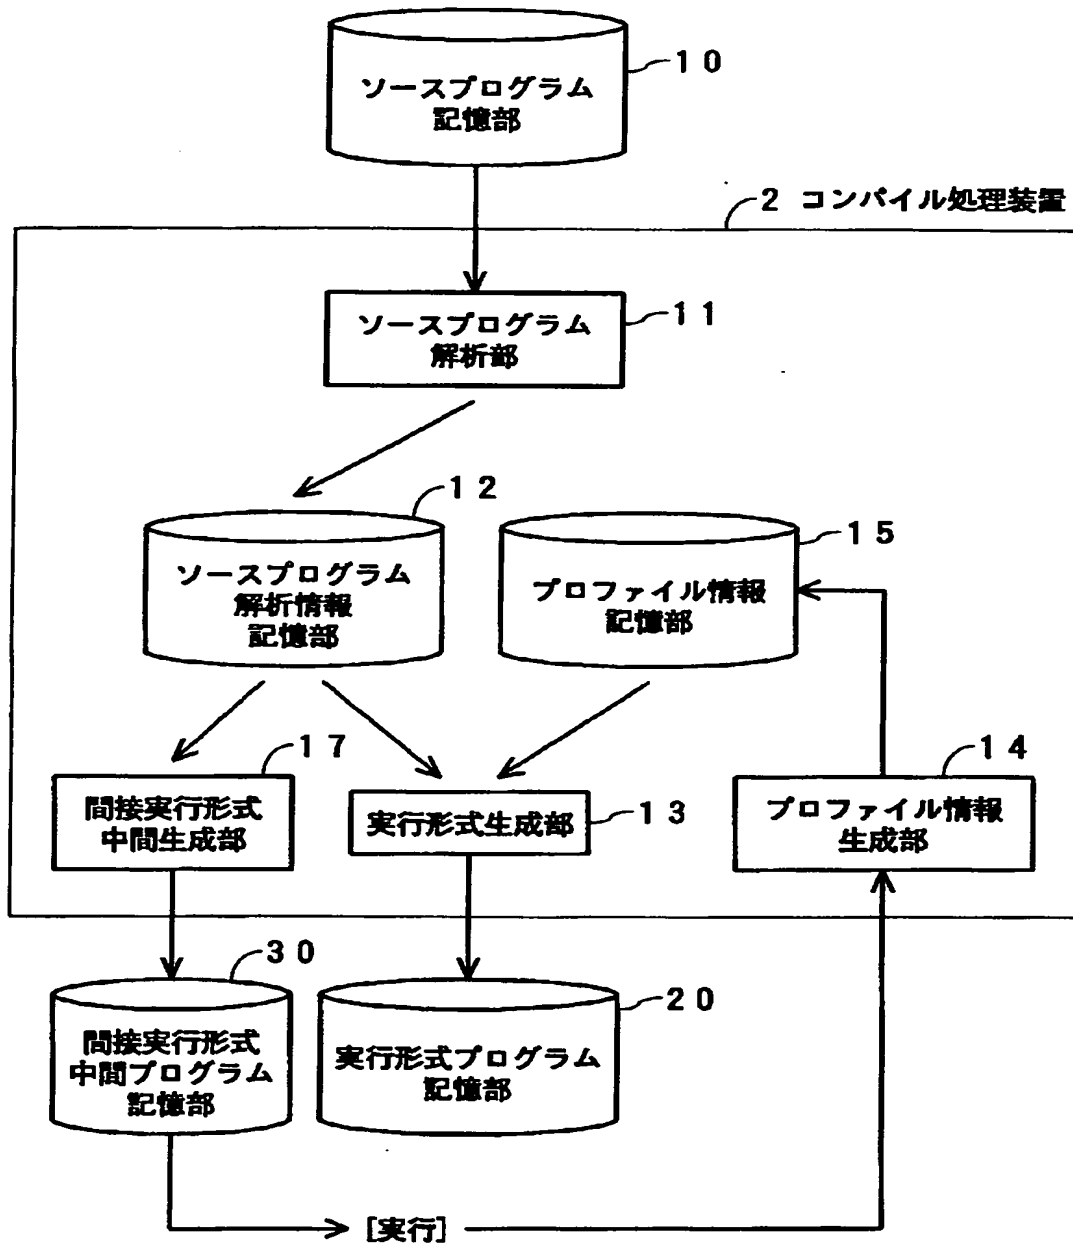 ソースプログラム
記憶部
10
2 コンパイル処理装置
ソースプログラム
解析部
11
12
ソースプログラム
解析情報
記憶部
15
プロファイル情報
記憶部
17
間接実行形式
中間生成部
実行形式生成部
13
14
プロファイル情報
生成部
30
間接実行形式
中間プログラム
記憶部
20
実行形式プログラム
記憶部
[実行]